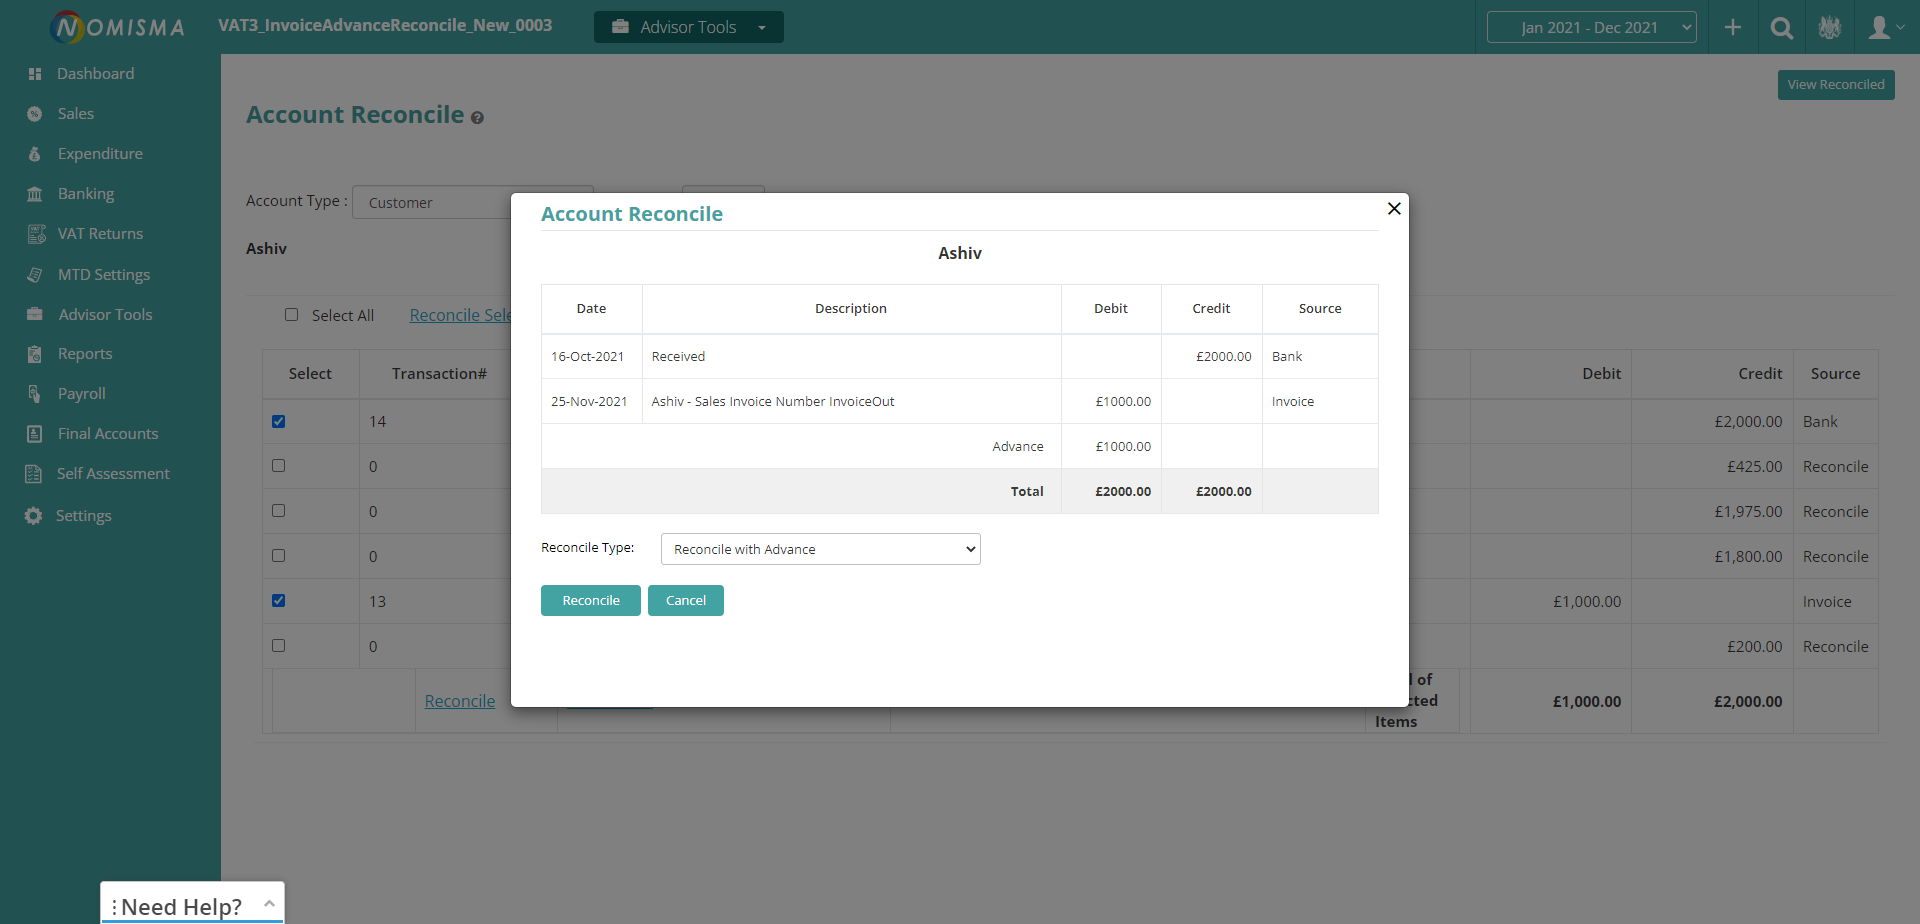 NOMISMA
VAT3_InvoiceAdvanceReconcile_New_0003
Advisor Tools
Jan 2021 - Dec 2021
Dashboard
Sales
Expenditure
Banking
VAT Returns
MTD Settings
Advisor Tools
Reports
Payroll
Final Accounts
Self Assessment
Settings
View Reconciled
Account Reconcile
Account Type : Customer
Ashiv
Select All Reconcile Sele
Select Transaction# Debit Credit Source
14 £2,000.00 Bank
0 £425.00 Reconcile
0 £1,975.00 Reconcile
0 £1,800.00 Reconcile
13 £1,000.00 Invoice
0 £200.00 Reconcile
Reconcile l of cted Items £1,000.00 £2,000.00
Account Reconcile
Ashiv
Date Description Debit Credit Source
16-Oct-2021 Received £2000.00 Bank
25-Nov-2021 Ashiv - Sales Invoice Number InvoiceOut £1000.00 Invoice
Advance £1000.00
Total £2000.00 £2000.00
Reconcile Type: Reconcile with Advance
Reconcile Cancel
Need Help?